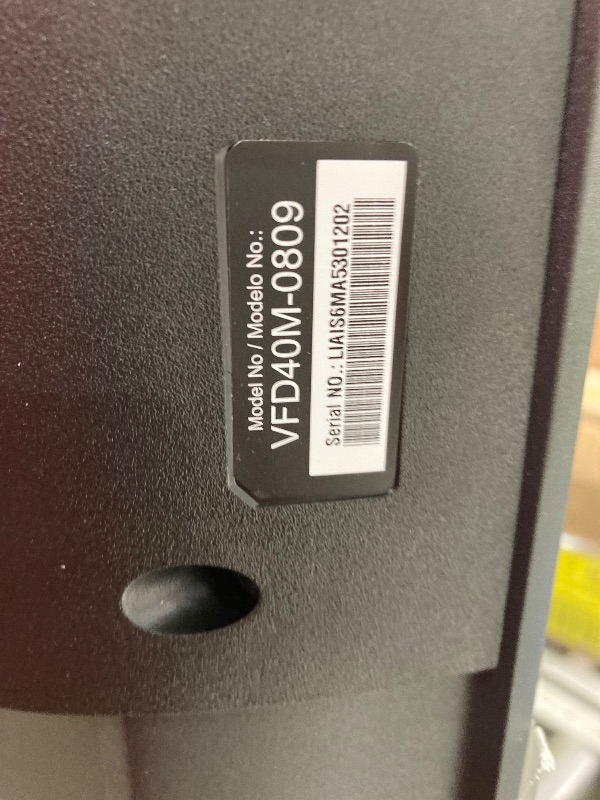 Model No / Modelo No.:
VFD40M-0809
Serial NO.: LIAIS6MA5301202